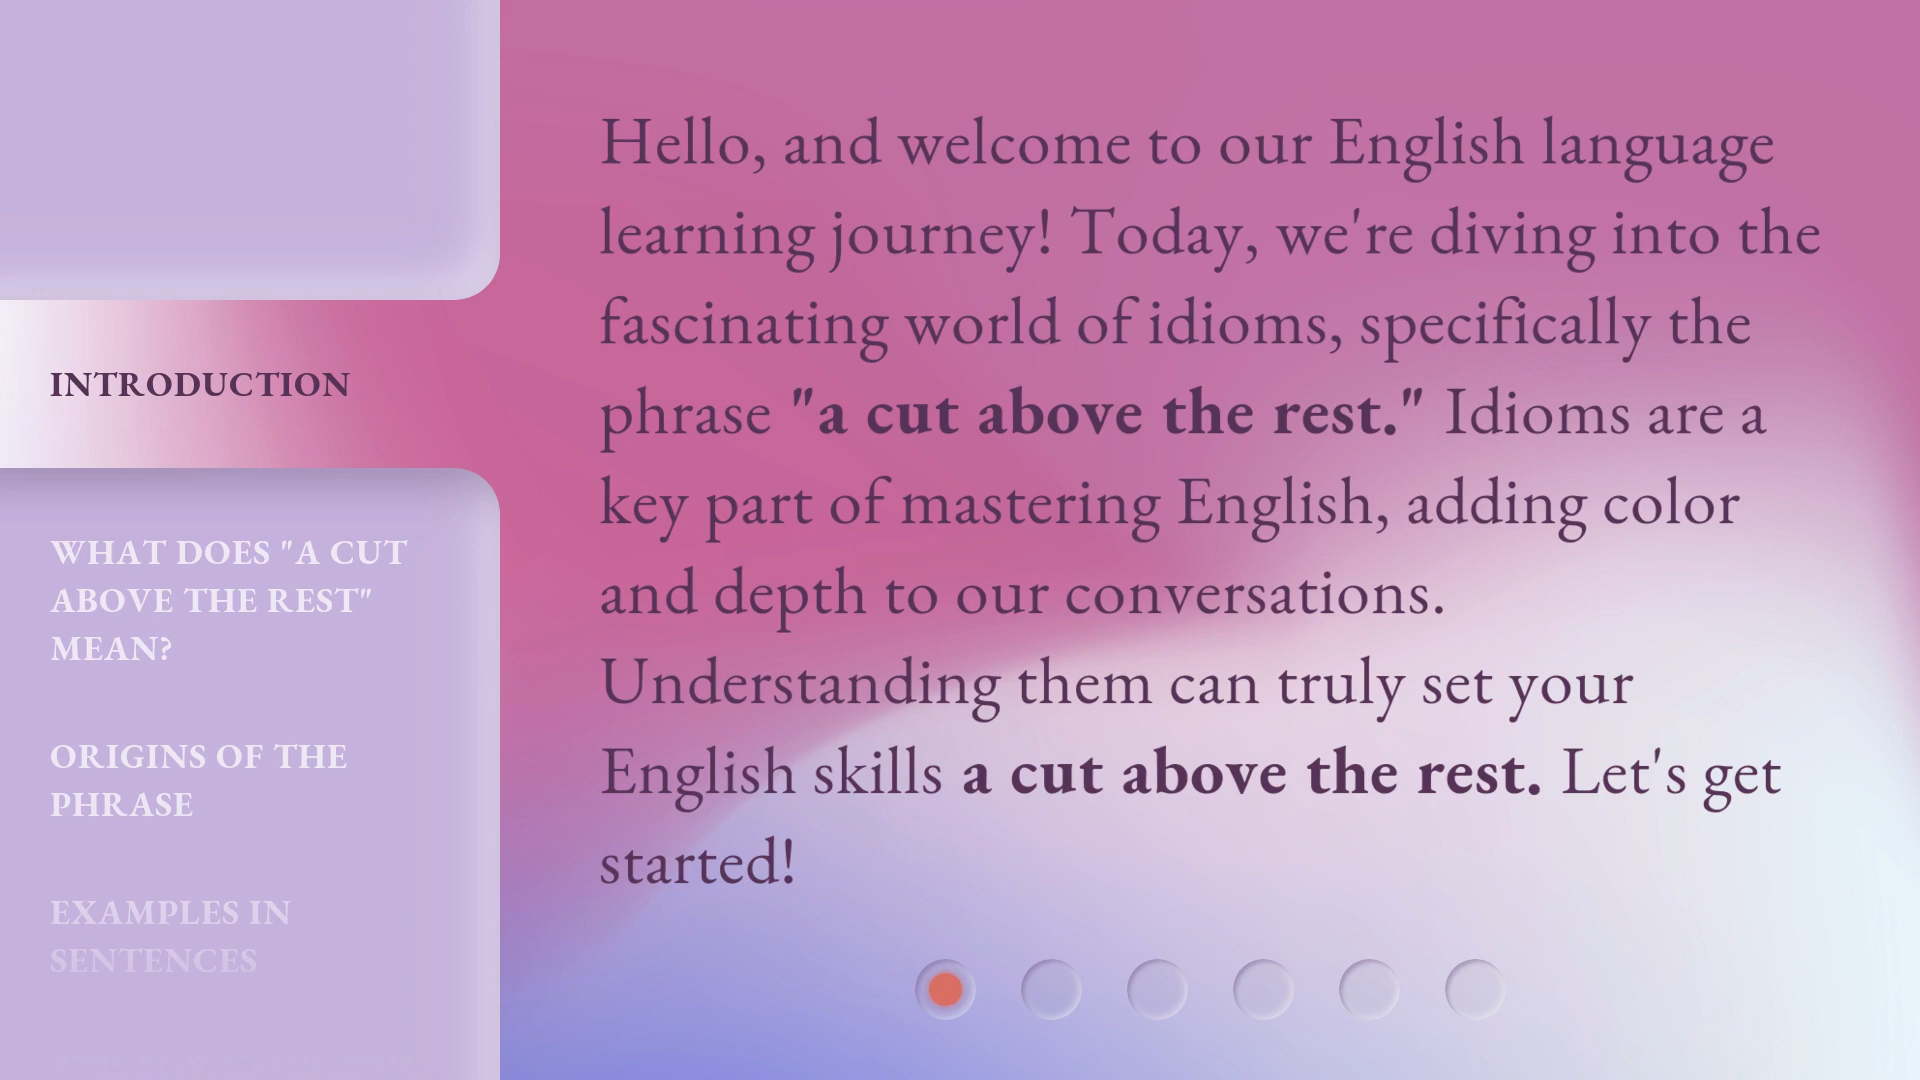 INTRODUCTION
WHAT DOES "A CUT
ABOVE THE REST"
MEAN?
ORIGINS OF THE
PHRASE
EXAMPLES IN
SENTENCES
Hello, and welcome to our English language
learning journey! Today, we're diving into the
fascinating world of idioms, specifically the
phrase "a cut above the rest." Idioms are a
key part of mastering English, adding color
and depth to our conversations.
Understanding them can truly set your
English skills a cut above the rest. Let's get
started!